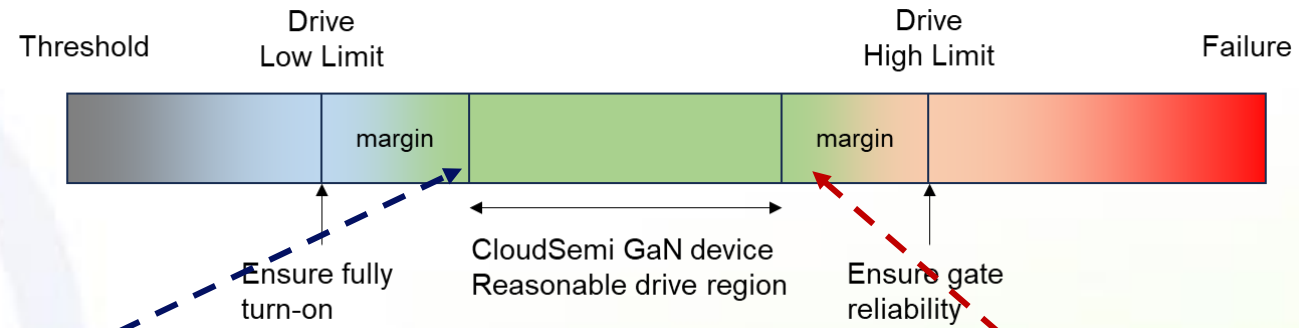 Threshold
Drive
Low Limit
Drive
High Limit
Failure
margin
margin
Ensure fully
turn-on
CloudSemi GaN device
Reasonable drive region
Ensure gate
reliability